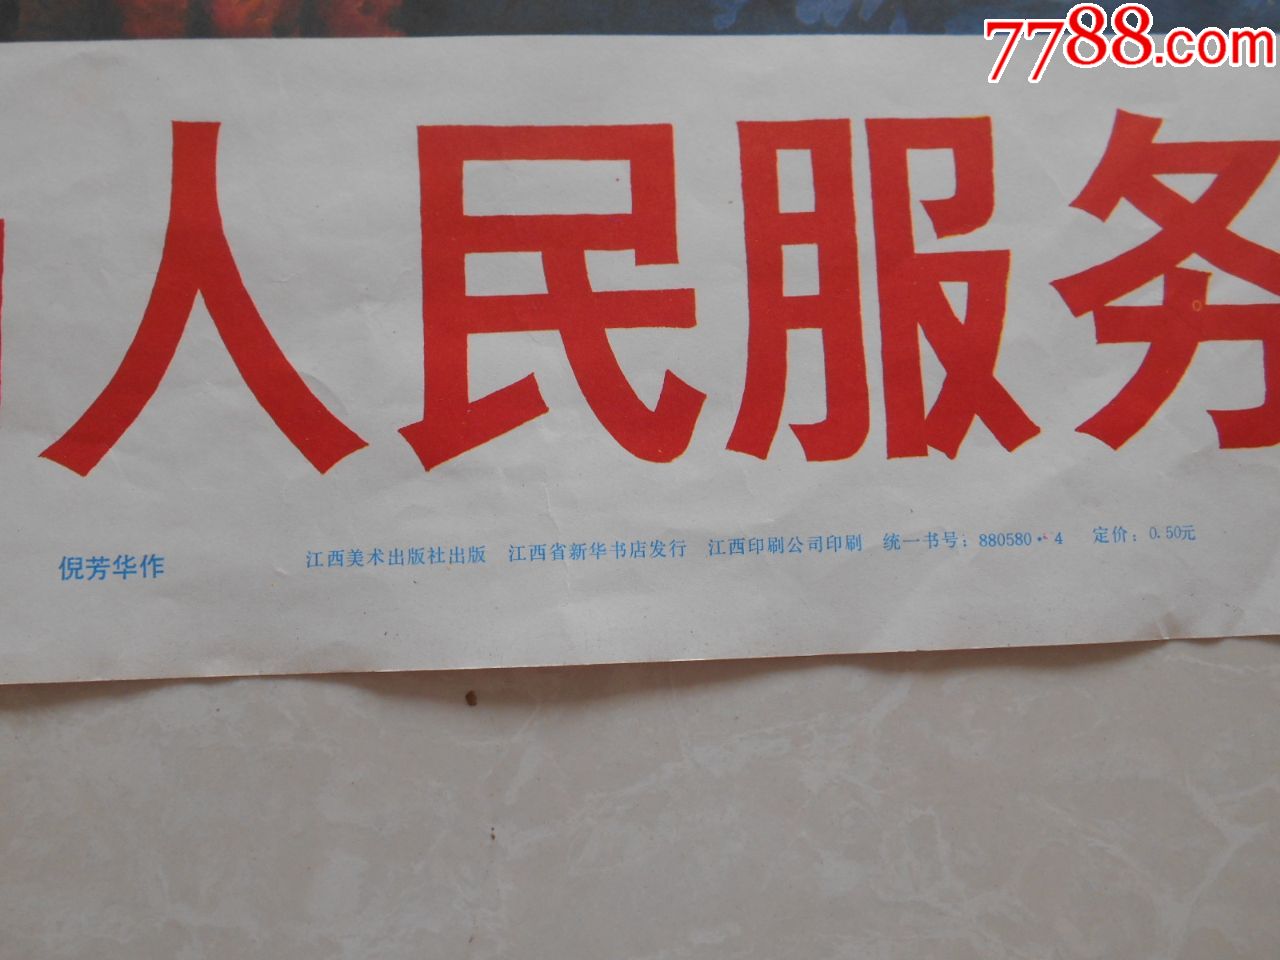 7788.com
人民服务
倪芳华作 江西美术出版社出版 江西省新华书店发行 江西印刷公司印刷 统一书号：880580·4 定价：0.50元